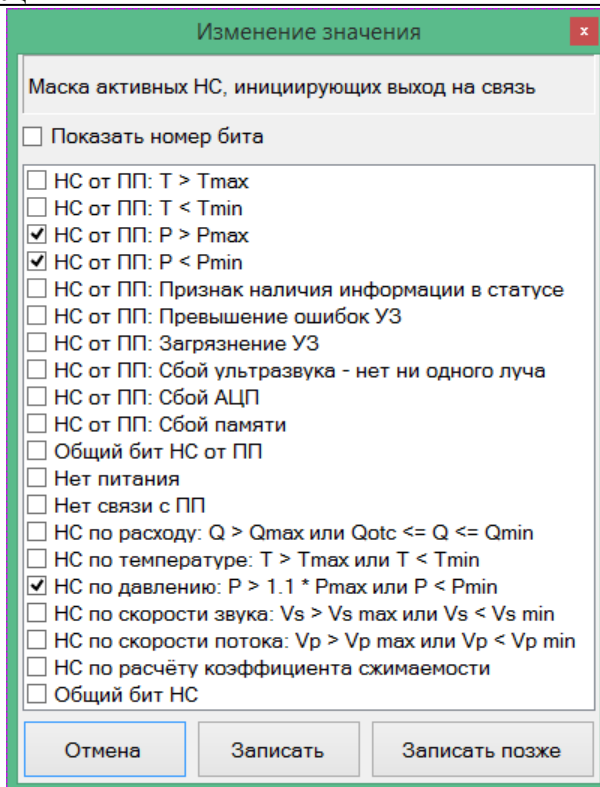 Изменение значения
x
Маска активных НС, инициирующих выход на связь
Показать номер бита
НС от ПП: T > Tmax
НС от ПП: T < Tmin
НС от ПП: P > Pmax
НС от ПП: P < Pmin
НС от ПП: Признак наличия информации в статусе
НС от ПП: Превышение ошибок УЗ
НС от ПП: Загрязнение УЗ
НС от ПП: Сбой ультразвука - нет ни одного луча
НС от ПП: Сбой АЦП
НС от ПП: Сбой памяти
Общий бит НС от ПП
Нет питания
Нет связи с ПП
НС по расходу: Q > Qmax или Qotc <= Q <= Qmin
НС по температуре: T > Tmax или T < Tmin
НС по давлению: P > 1.1 * Pmax или P < Pmin
НС по скорости звука: Vs > Vs max или Vs < Vs min
НС по скорости потока: Vp > Vp max или Vp < Vp min
НС по расчёту коэффициента сжимаемости
Общий бит НС
Отмена Записать Записать позже